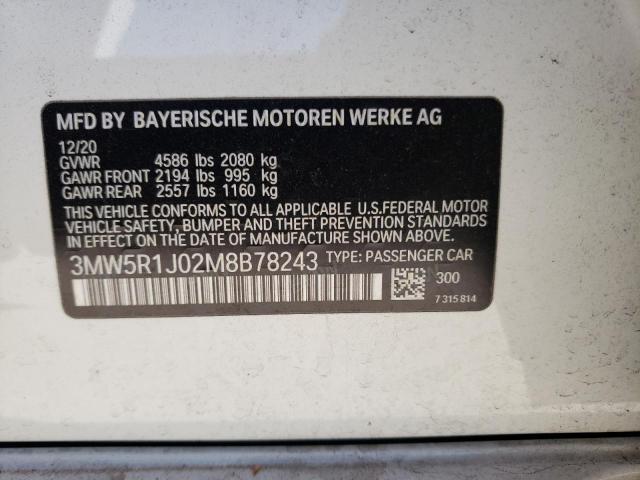 MFD BY BAYERISCHE MOTOREN WERKE AG
12/20
GVWR 4586 lbs 2080 kg
GAWR FRONT 2194 lbs 995 kg
GAWR REAR 2557 lbs 1160 kg
THIS VEHICLE CONFORMS TO ALL APPLICABLE U.S.FEDERAL MOTOR
VEHICLE SAFETY, BUMPER AND THEFT PREVENTION STANDARDS
IN EFFECT ON THE DATE OF MANUFACTURE SHOWN ABOVE.
3MW5R1J02M8B78243 TYPE: PASSENGER CAR
300
7 315 814